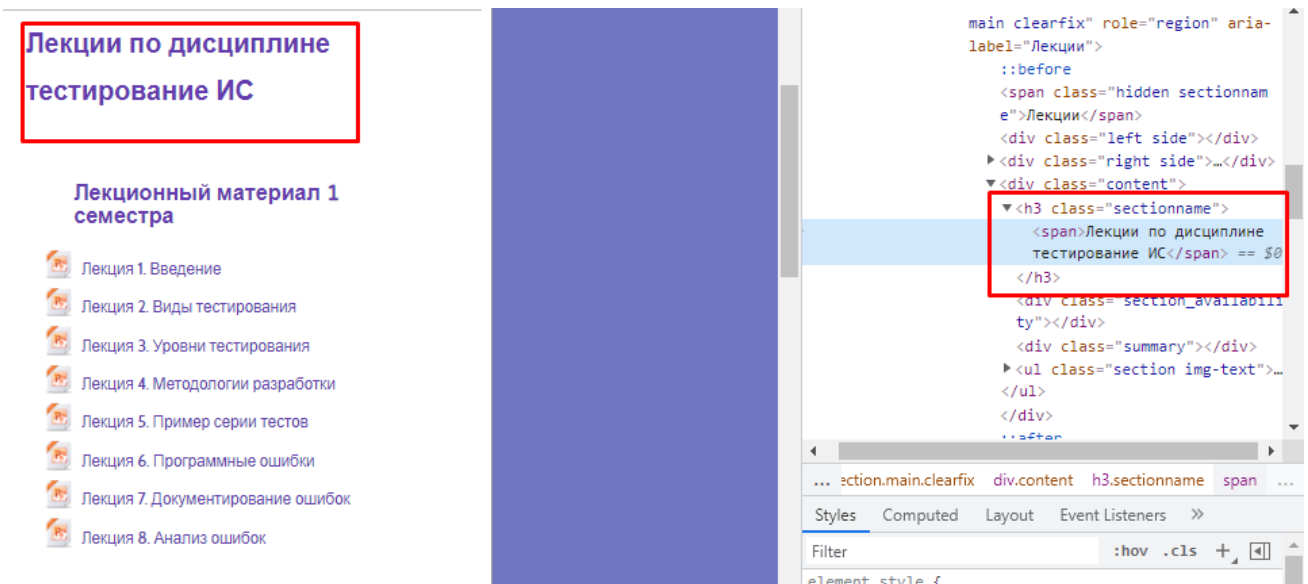 Лекции по дисциплине
тестирование ИС
Лекционный материал 1
семестра
Лекция 1. Введение
Лекция 2. Виды тестирования
Лекция 3. Уровни тестирования
Лекция 4. Методологии разработки
Лекция 5. Пример серии тестов
Лекция 6. Программные ошибки
Лекция 7. Документирование ошибок
Лекция 8. Анализ ошибок
main clearfix" role="region" aria-
label="Лекции">
::before
<span class="hidden sectionnam
e">Лекции</span>
<div class="left side"></div>
<div class="right side">…</div>
<div class="content">
<h3 class="sectionname">
<span>Лекции по дисциплине
тестирование ИС</span> == $0
</h3>
<div class="section_availabili
ty"></div>
<div class="summary"></div>
<ul class="section img-text">…
</ul>
</div>
::after
... ection.main.clearfix div.content h3.sectionname span ...
Styles Computed Layout Event Listeners »
Filter :hov .cls +
element.style {